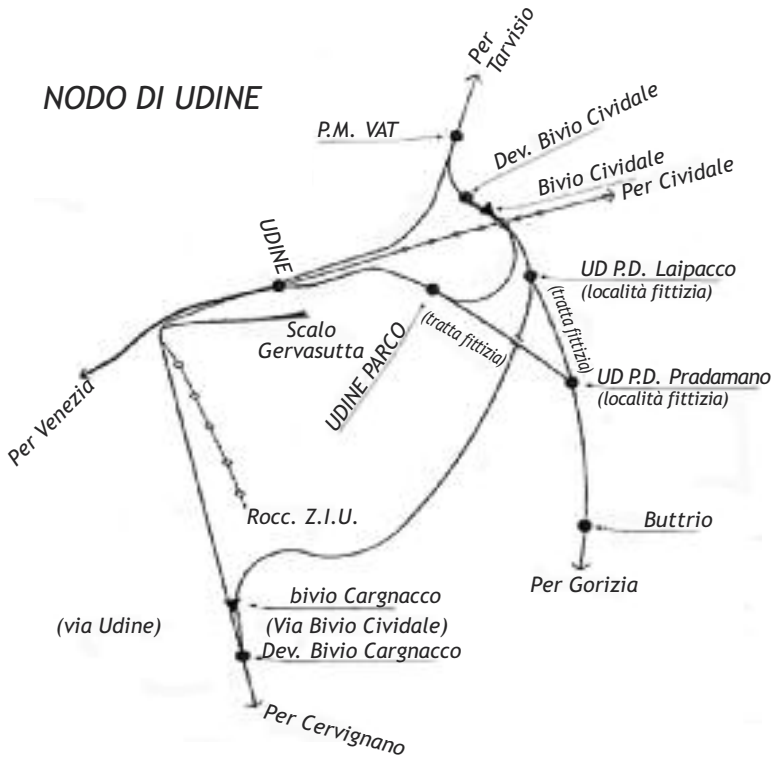 Per
Tarvisio
NODO DI UDINE
P.M. VAT
Dev. Bivio Cividale
Bivio Cividale
Per Cividale
UDINE
UD P.D. Laipacco
(località fittizia)
(tratta fittizia)
Scalo
Gervasutta
(tratta fittizia)
UDINE PARCO
UD P.D. Pradamano
(località fittizia)
Per Venezia
Rocc. Z.I.U.
Buttrio
Per Gorizia
bivio Cargnacco
(via Udine)
(Via Bivio Cividale)
Dev. Bivio Cargnacco
Per Cervignano